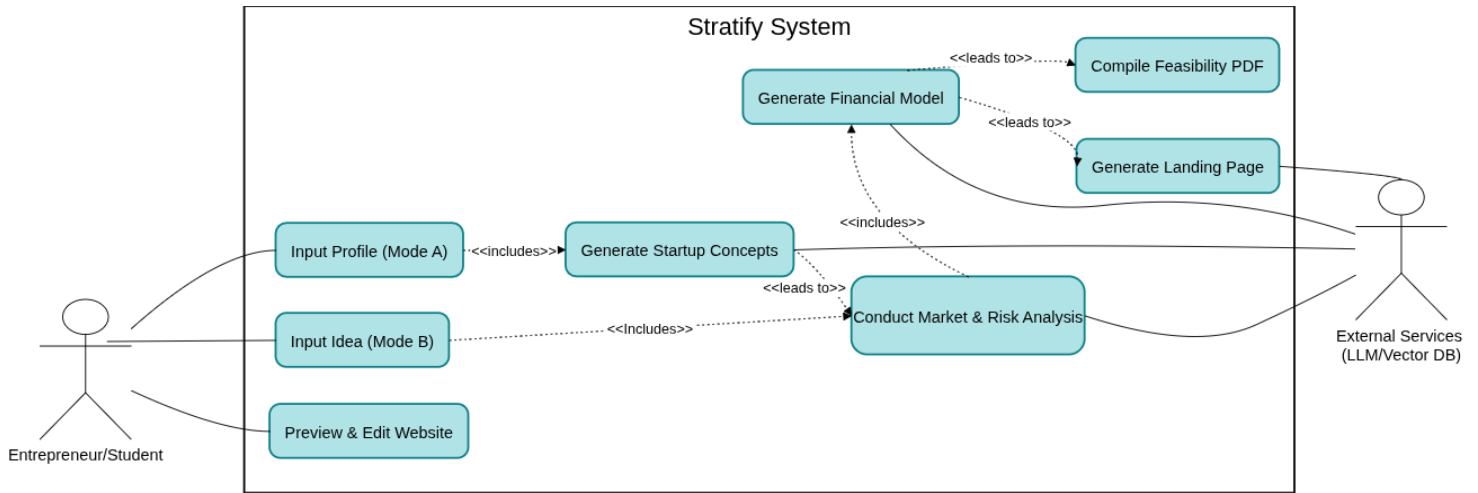 Stratify System
<<leads to>>
Compile Feasibility PDF
Generate Financial Model
<<leads to>>
Generate Landing Page
<<includes>>
Input Profile (Mode A)
<<includes>>
Generate Startup Concepts
<<leads to>>
Conduct Market & Risk Analysis
<<Includes>>
Input Idea (Mode B)
External Services
(LLM/Vector DB)
Preview & Edit Website
Entrepreneur/Student